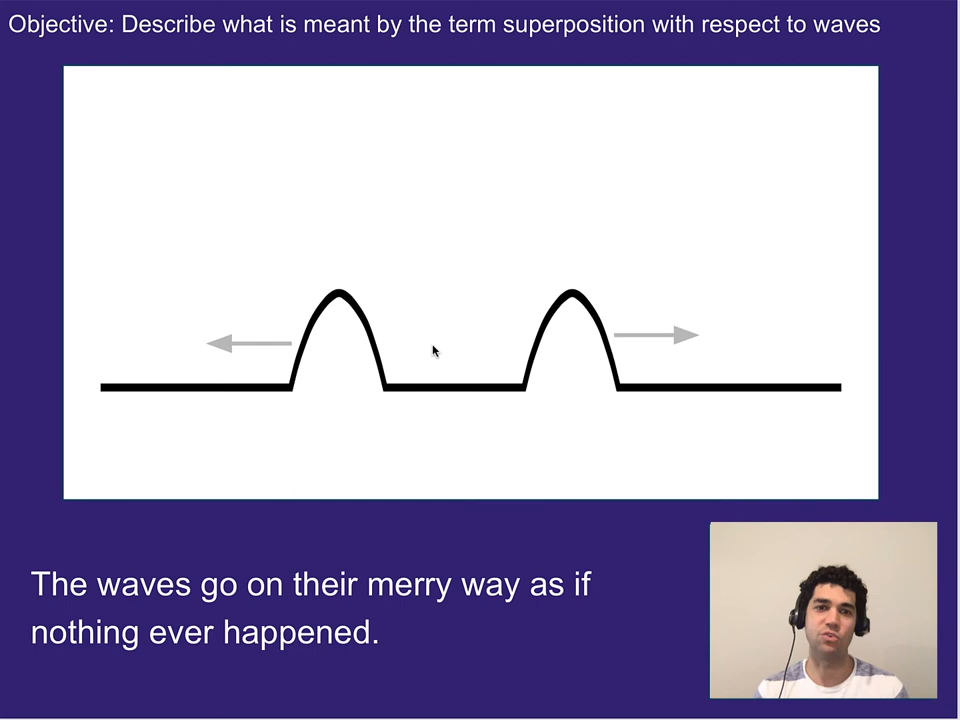 Objective: Describe what is meant by the term superposition with respect to waves
The waves go on their merry way as if
nothing ever happened.